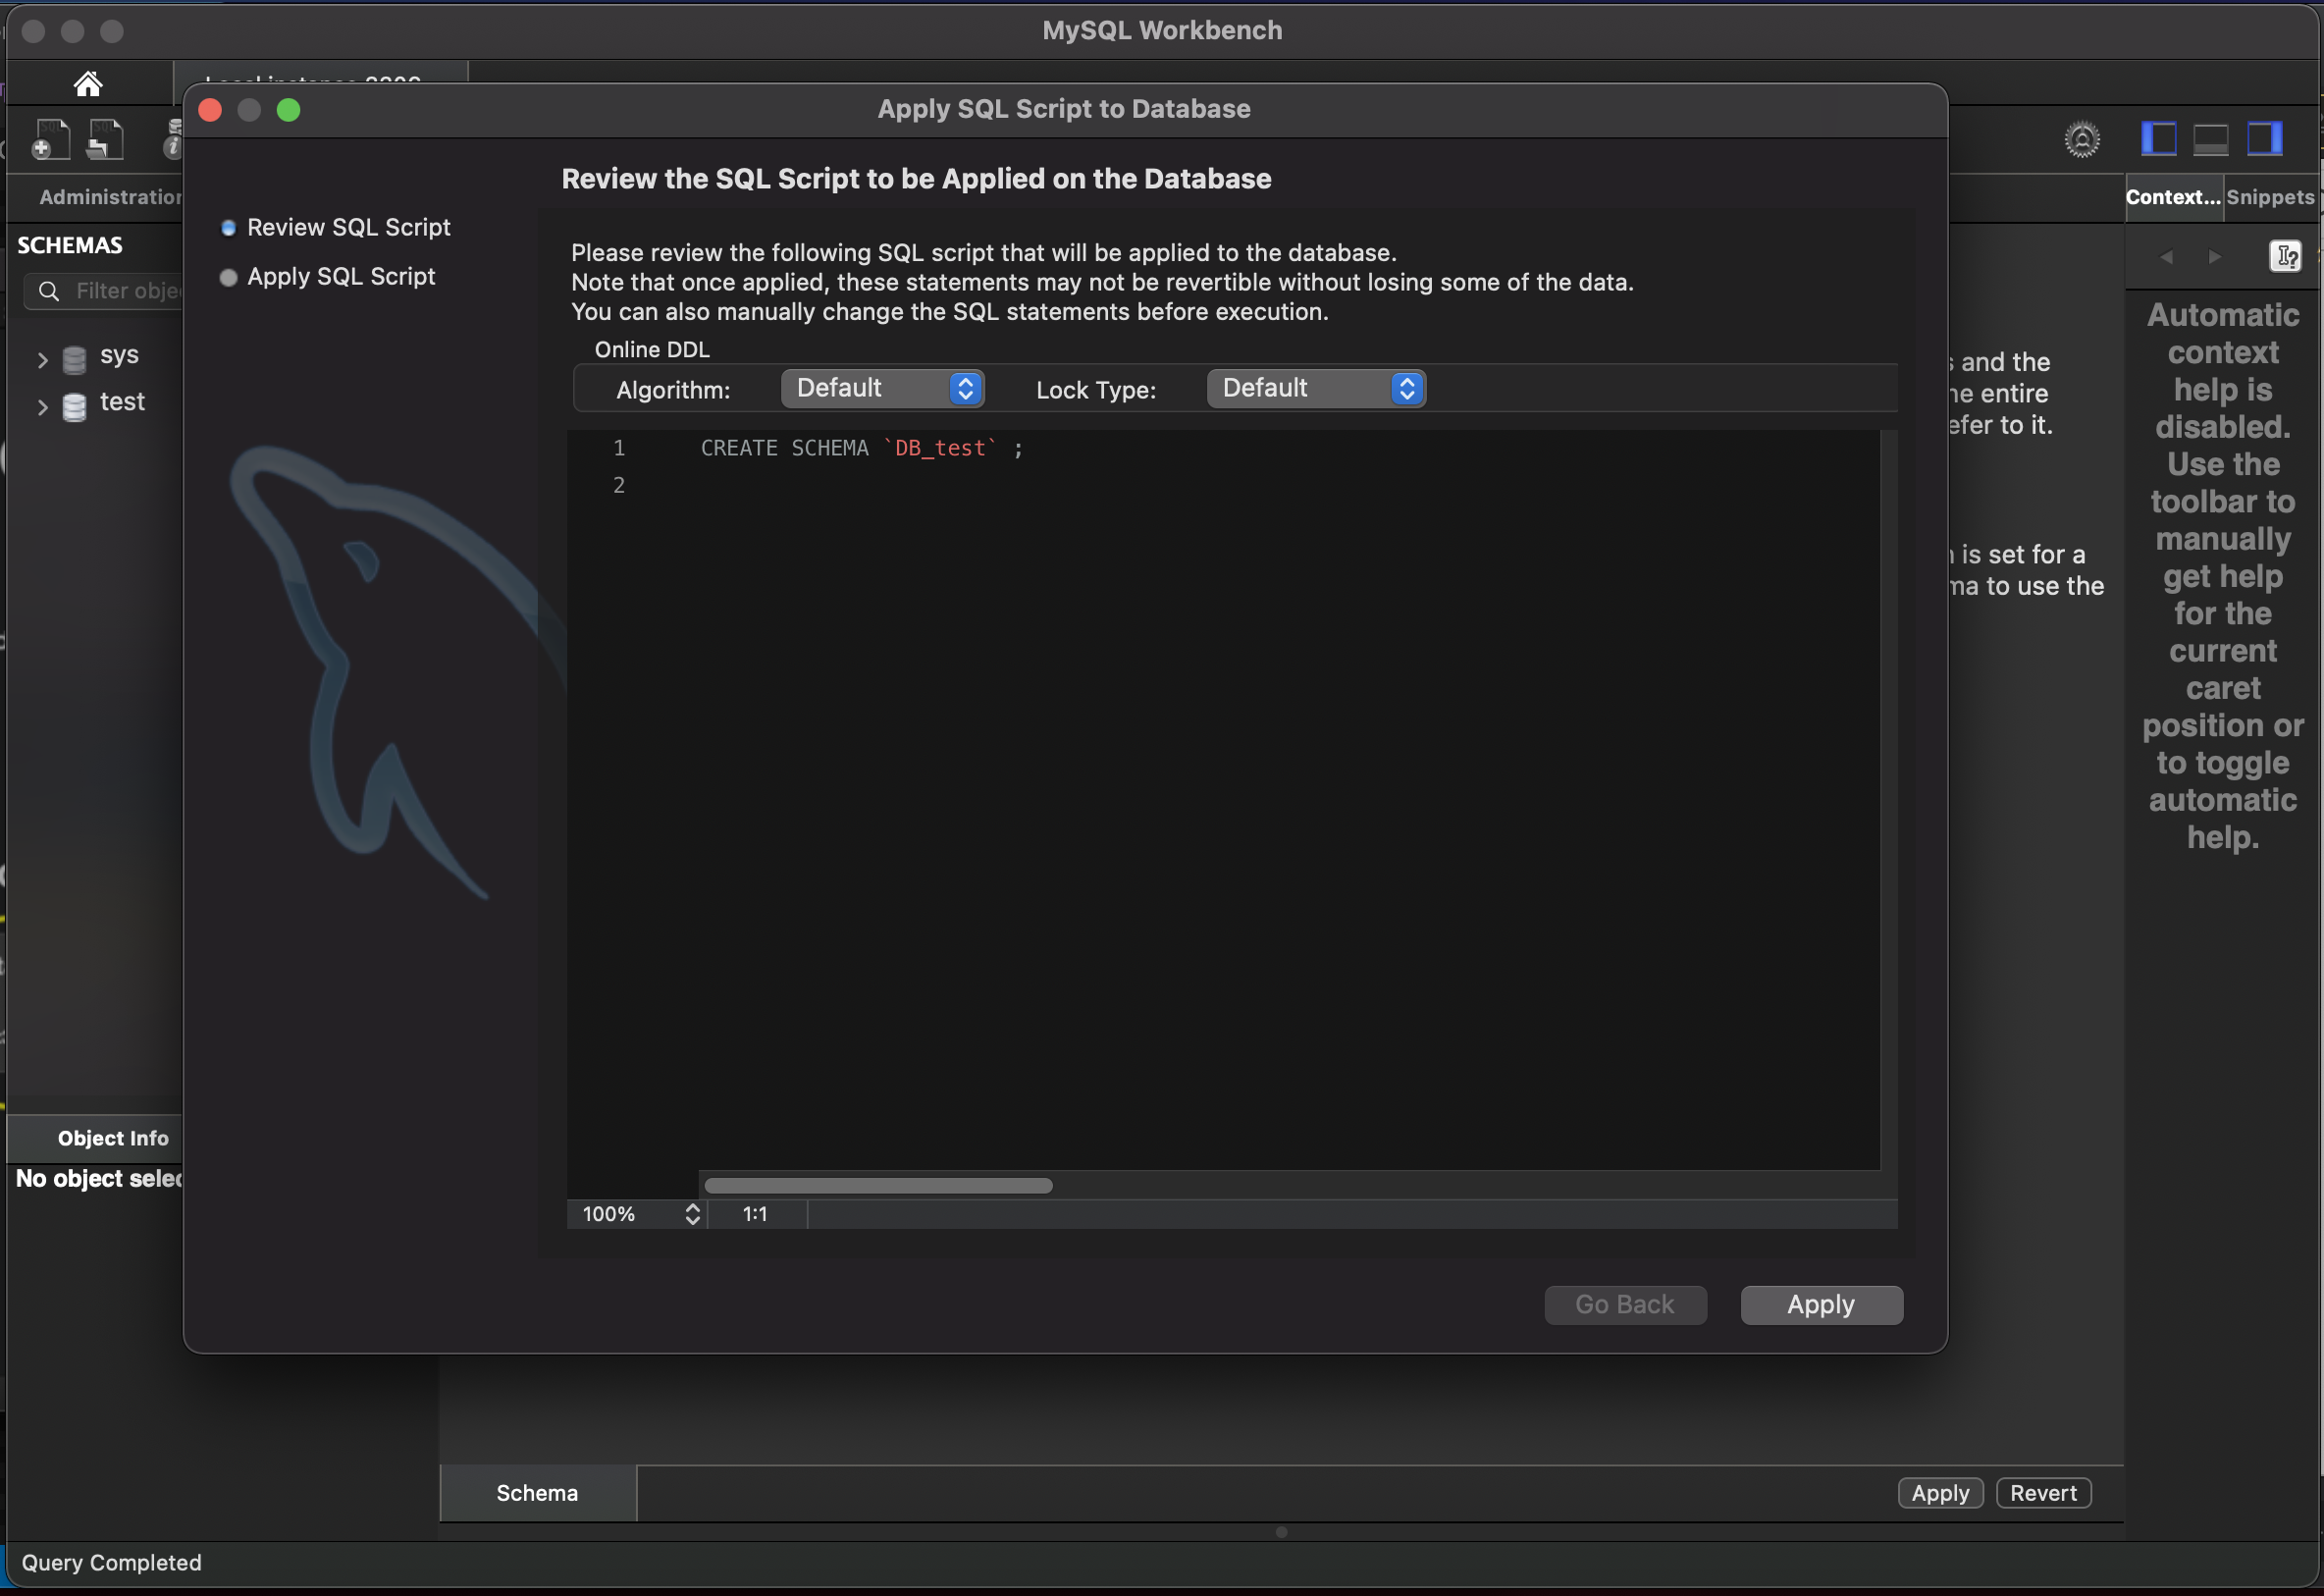 MySQL Workbench
Apply SQL Script to Database
Administration
Context...
Snippets
SCHEMAS
Filter obje
sys
test
Object Info
No object selec
Review SQL Script
Apply SQL Script
Review the SQL Script to be Applied on the Database
Please review the following SQL script that will be applied to the database.
Note that once applied, these statements may not be revertible without losing some of the data.
You can also manually change the SQL statements before execution.
Online DDL
Algorithm: Default Lock Type: Default
1 CREATE SCHEMA `DB_test` ;
2
100% 1:1
Go Back Apply
s and the
he entire
efer to it.
is set for a
ma to use the
Automatic
context
help is
disabled.
Use the
toolbar to
manually
get help
for the
current
caret
position or
to toggle
automatic
help.
Schema
Apply Revert
Query Completed